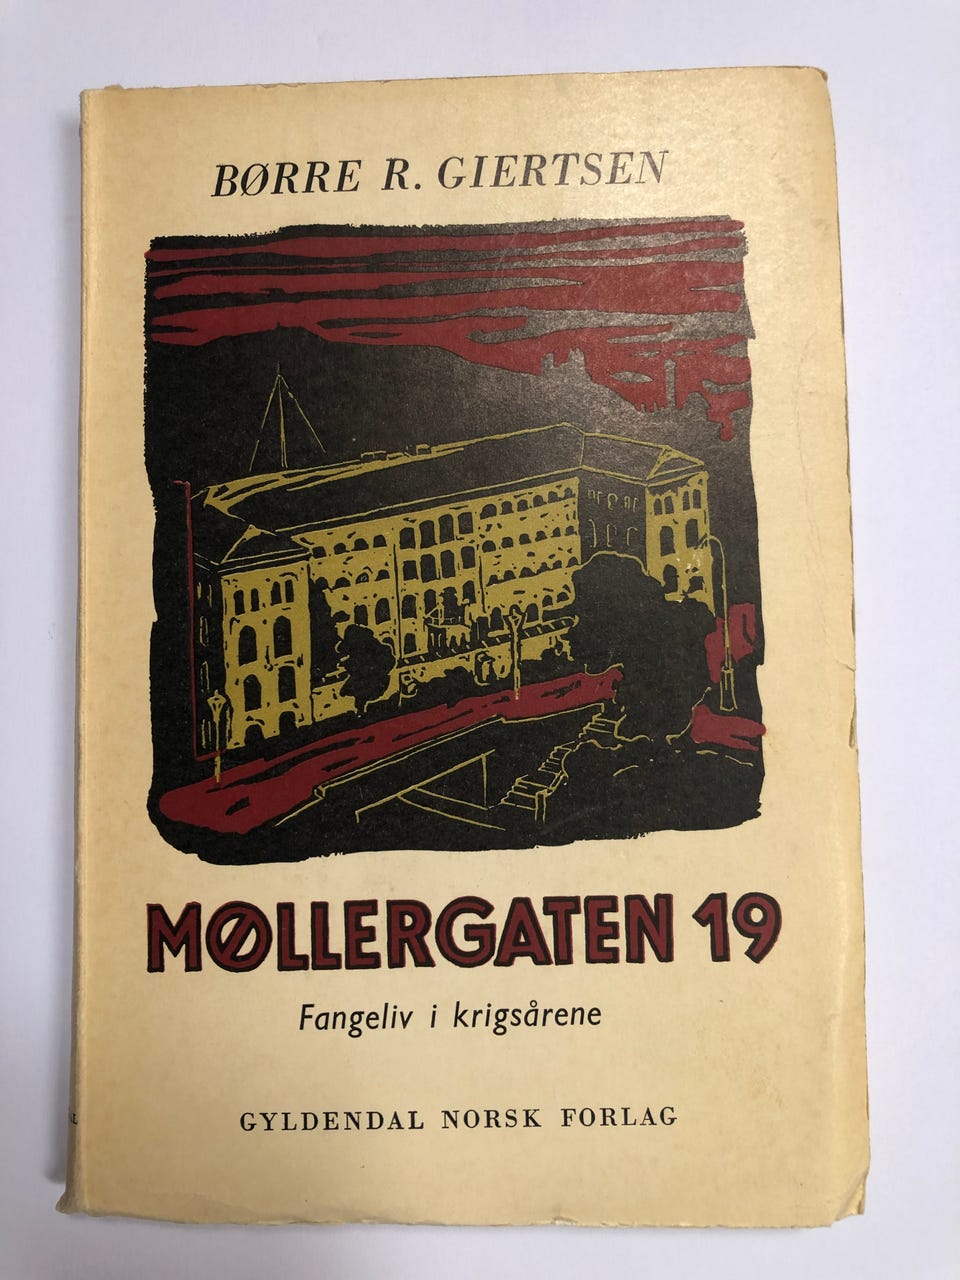 BØRRE R. GIERTSEN
MØLLERGATEN 19
Fangeliv i krigsårene
GYLDENDAL NORSK FORLAG